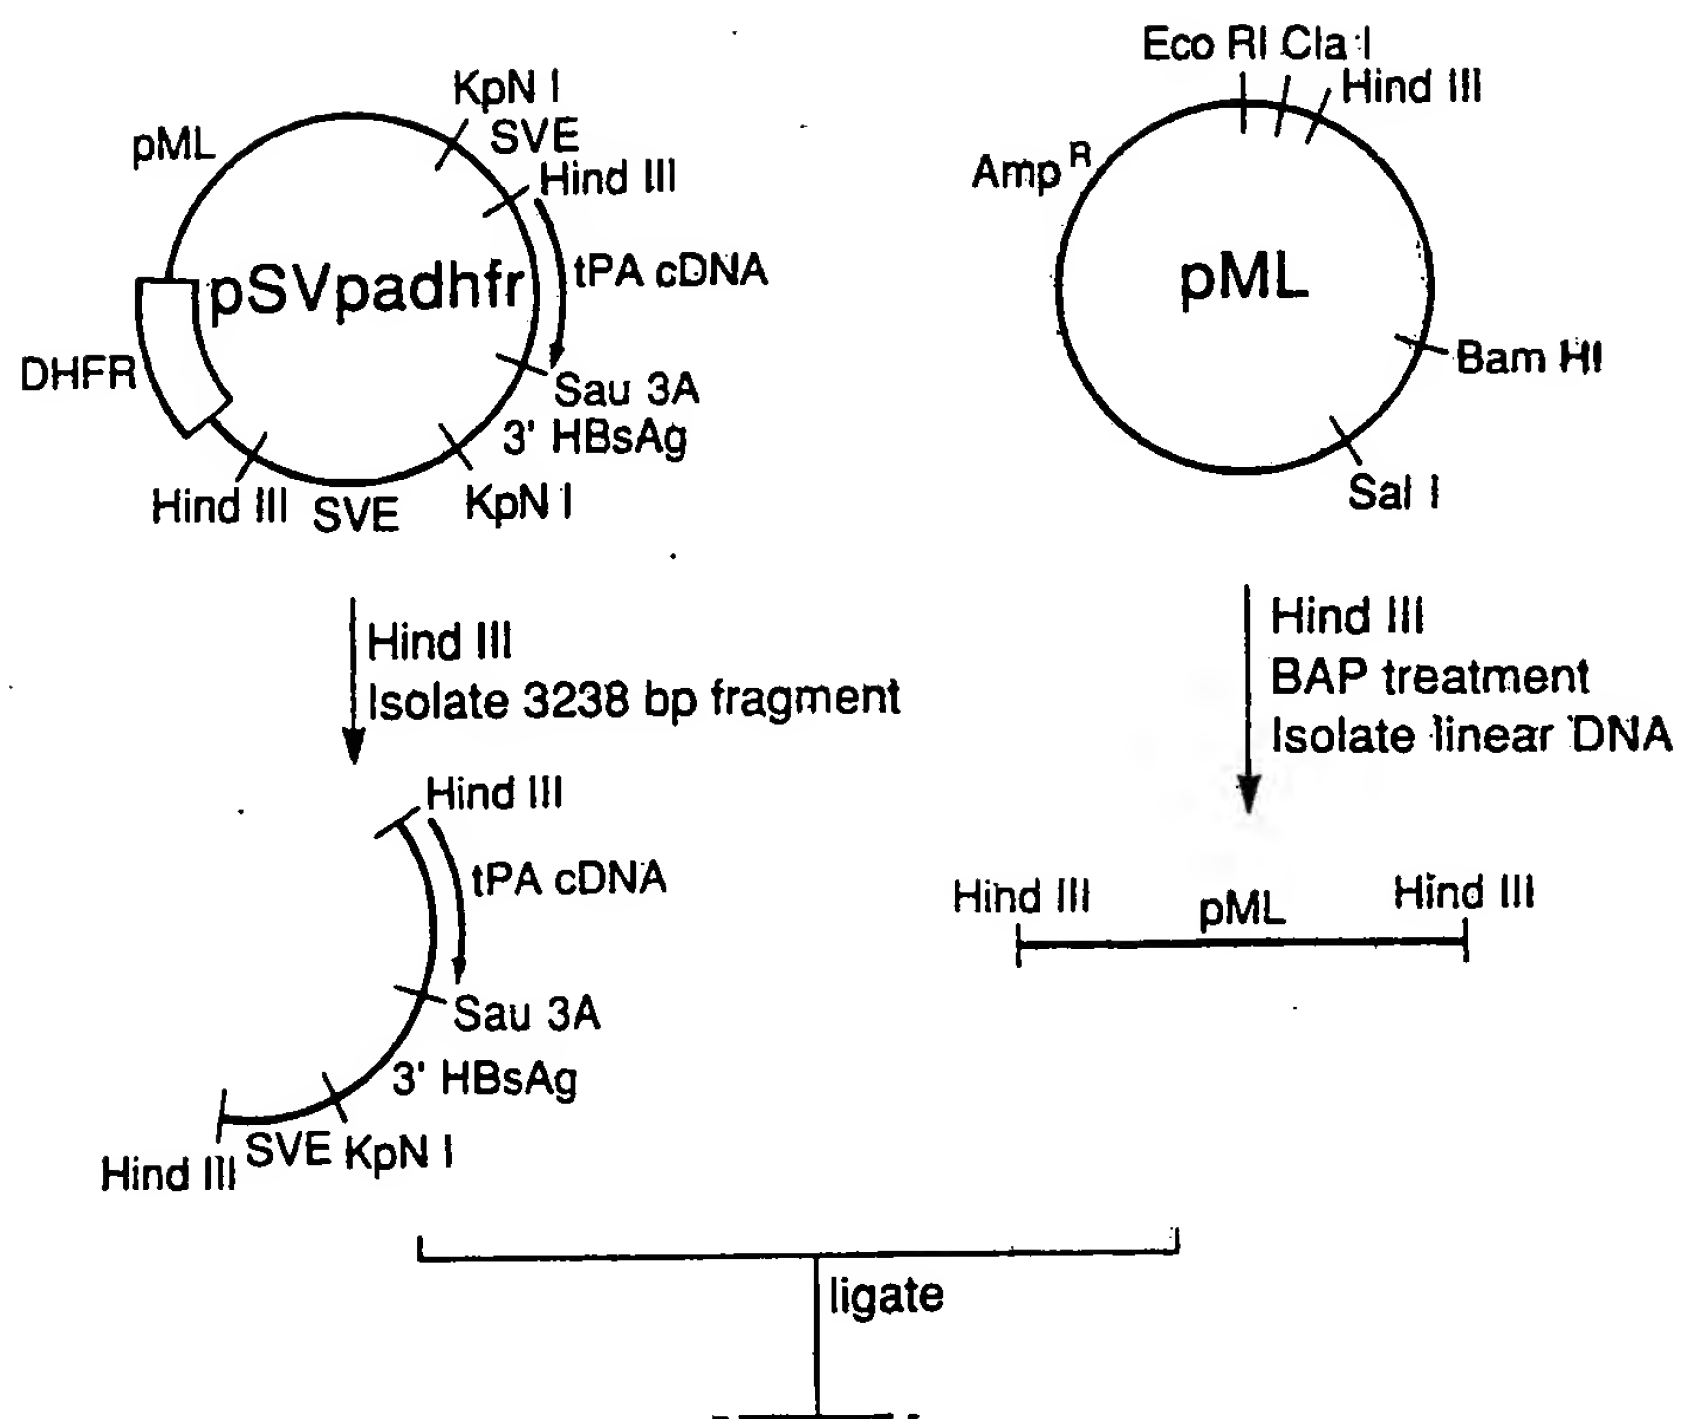 KpN I
SVE
Hind III
pML
pSVpadhfr
tPA cDNA
DHFR
Sau 3A
3' HBsAg
Hind III
SVE
KpN I
Eco RI Cla I
Hind III
Amp R
pML
Bam HI
Sal I
Hind III
Isolate 3238 bp fragment
Hind III
BAP treatment
Isolate linear DNA
Hind III
tPA cDNA
Sau 3A
3' HBsAg
Hind III
SVE
KpN I
Hind III
pML
Hind III
ligate